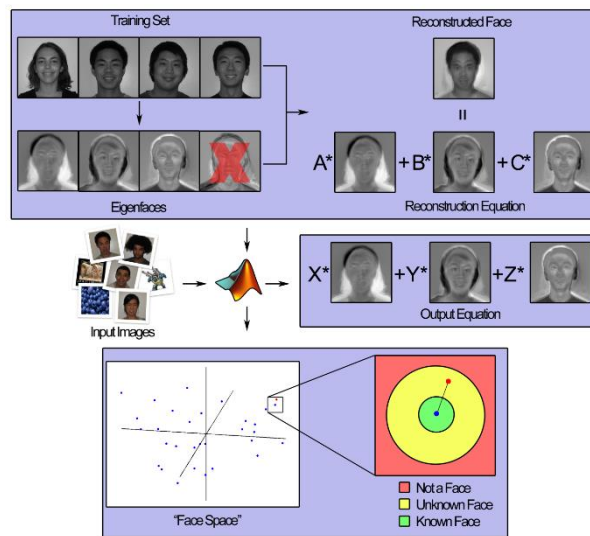 Training Set
Reconstructed Face
=
A* + B* + C*
Eigenfaces
Reconstruction Equation
X* + Y* + Z*
Input Images
Output Equation
"Face Space"
Not a Face
Unknown Face
Known Face